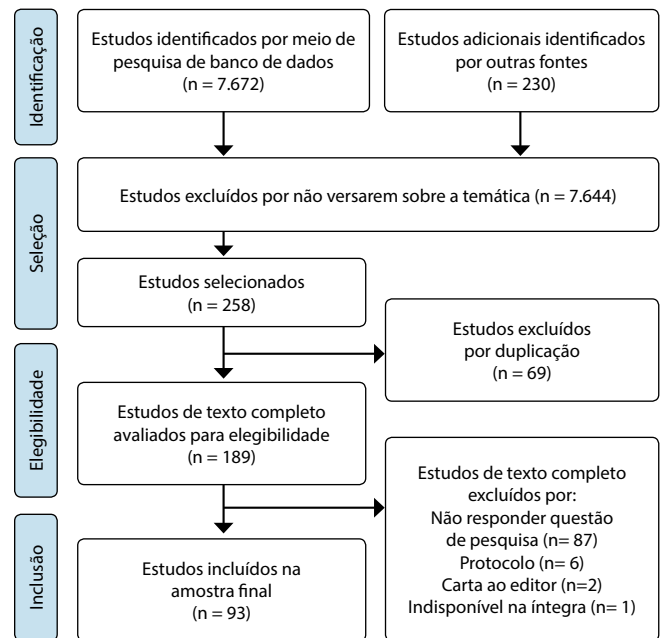 Identificação
Estudos identificados por meio de
pesquisa de banco de dados
(n = 7.672)
Estudos adicionais identificados
por outras fontes
(n = 230)
Seleção
Estudos excluídos por não versarem sobre a temática (n = 7.644)
Estudos selecionados
(n = 258)
Estudos excluídos
por duplicação
(n = 69)
Elegibilidade
Estudos de texto completo
avaliados para elegibilidade
(n = 189)
Estudos de texto completo
excluídos por:
Não responder questão
de pesquisa (n= 87)
Protocolo (n= 6)
Carta ao editor (n=2)
Indisponível na íntegra (n= 1)
Inclusão
Estudos incluídos na
amostra final
n = 93)